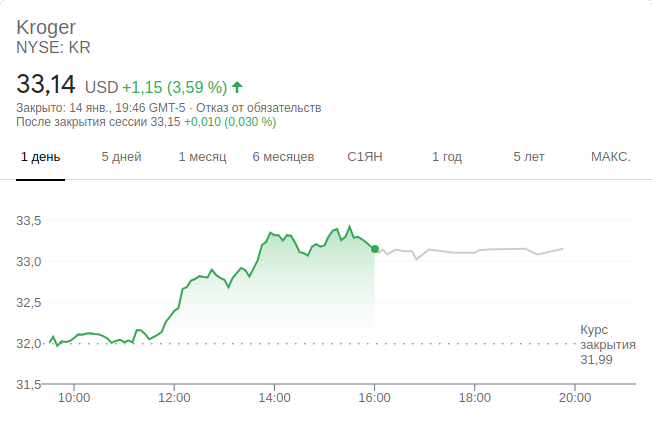 Kroger
NYSE: KR
33,14 USD +1,15 (3,59 %)
Закрыто: 14 янв., 19:46 GMT-5 · Отказ от обязательств
После закрытия сессии 33,15 +0,010 (0,030 %)
1 день 5 дней 1 месяц 6 месяцев С1ЯН 1 год 5 лет МАКС.
33,5
33,0
32,5
32,0
31,5
Курс
закрытия
31,99
10:00 12:00 14:00 16:00 18:00 20:00